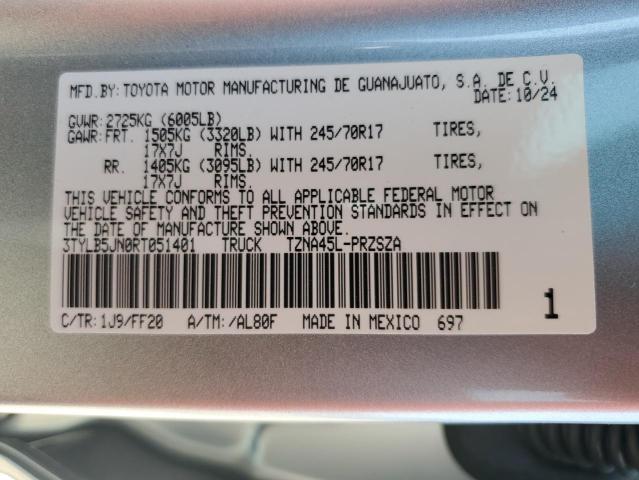 MFD.BY: TOYOTA MOTOR MANUFACTURING DE GUANAJUATO, S.A. DE C.V.
DATE: 10/24
GVWR: 2725KG (6005LB)
GAWR: FRT. 1505KG (3320LB) WITH 245/70R17 TIRES,
17X7J RIMS.
RR. 1405KG (3095LB) WITH 245/70R17 TIRES,
17X7J RIMS.
THIS VEHICLE CONFORMS TO ALL APPLICABLE FEDERAL MOTOR
VEHICLE SAFETY AND THEFT PREVENTION STANDARDS IN EFFECT ON
THE DATE OF MANUFACTURE SHOWN ABOVE.
3TYLB5JN0RT051401 TRUCK TZNA45L-PRZSZA
C/TR: 1J9/FF20 A/TM: /AL80F MADE IN MEXICO 697 1